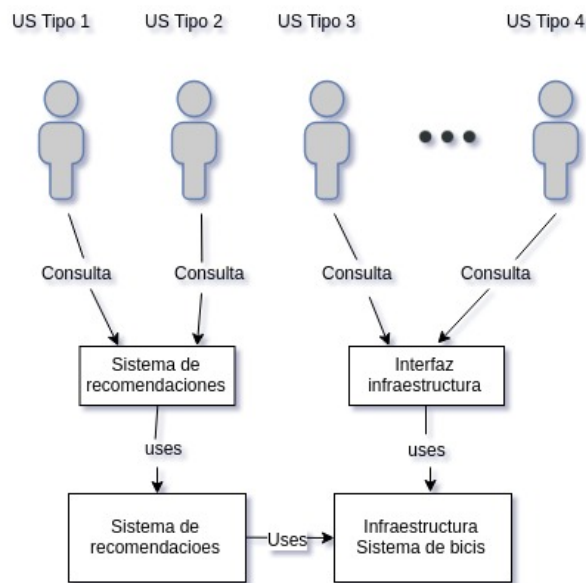 US Tipo 1
US Tipo 2
US Tipo 3
US Tipo 4
Consulta
Consulta
Consulta
Consulta
Sistema de
recomendaciones
Interfaz
infraestructura
uses
uses
Sistema de
recomendacioes
Uses
Infraestructura
Sistema de bicis